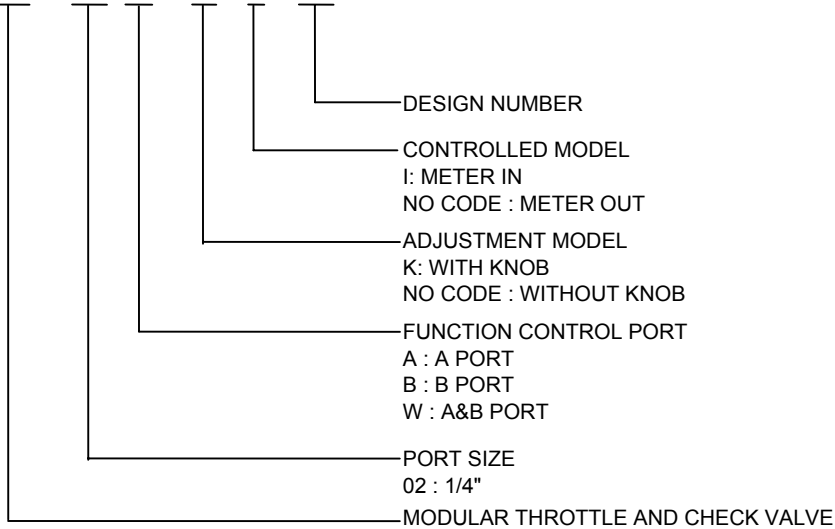 DESIGN NUMBER
CONTROLLED MODEL
I: METER IN
NO CODE : METER OUT
ADJUSTMENT MODEL
K: WITH KNOB
NO CODE : WITHOUT KNOB
FUNCTION CONTROL PORT
A : A PORT
B : B PORT
W : A&B PORT
PORT SIZE
02 : 1/4"
MODULAR THROTTLE AND CHECK VALVE